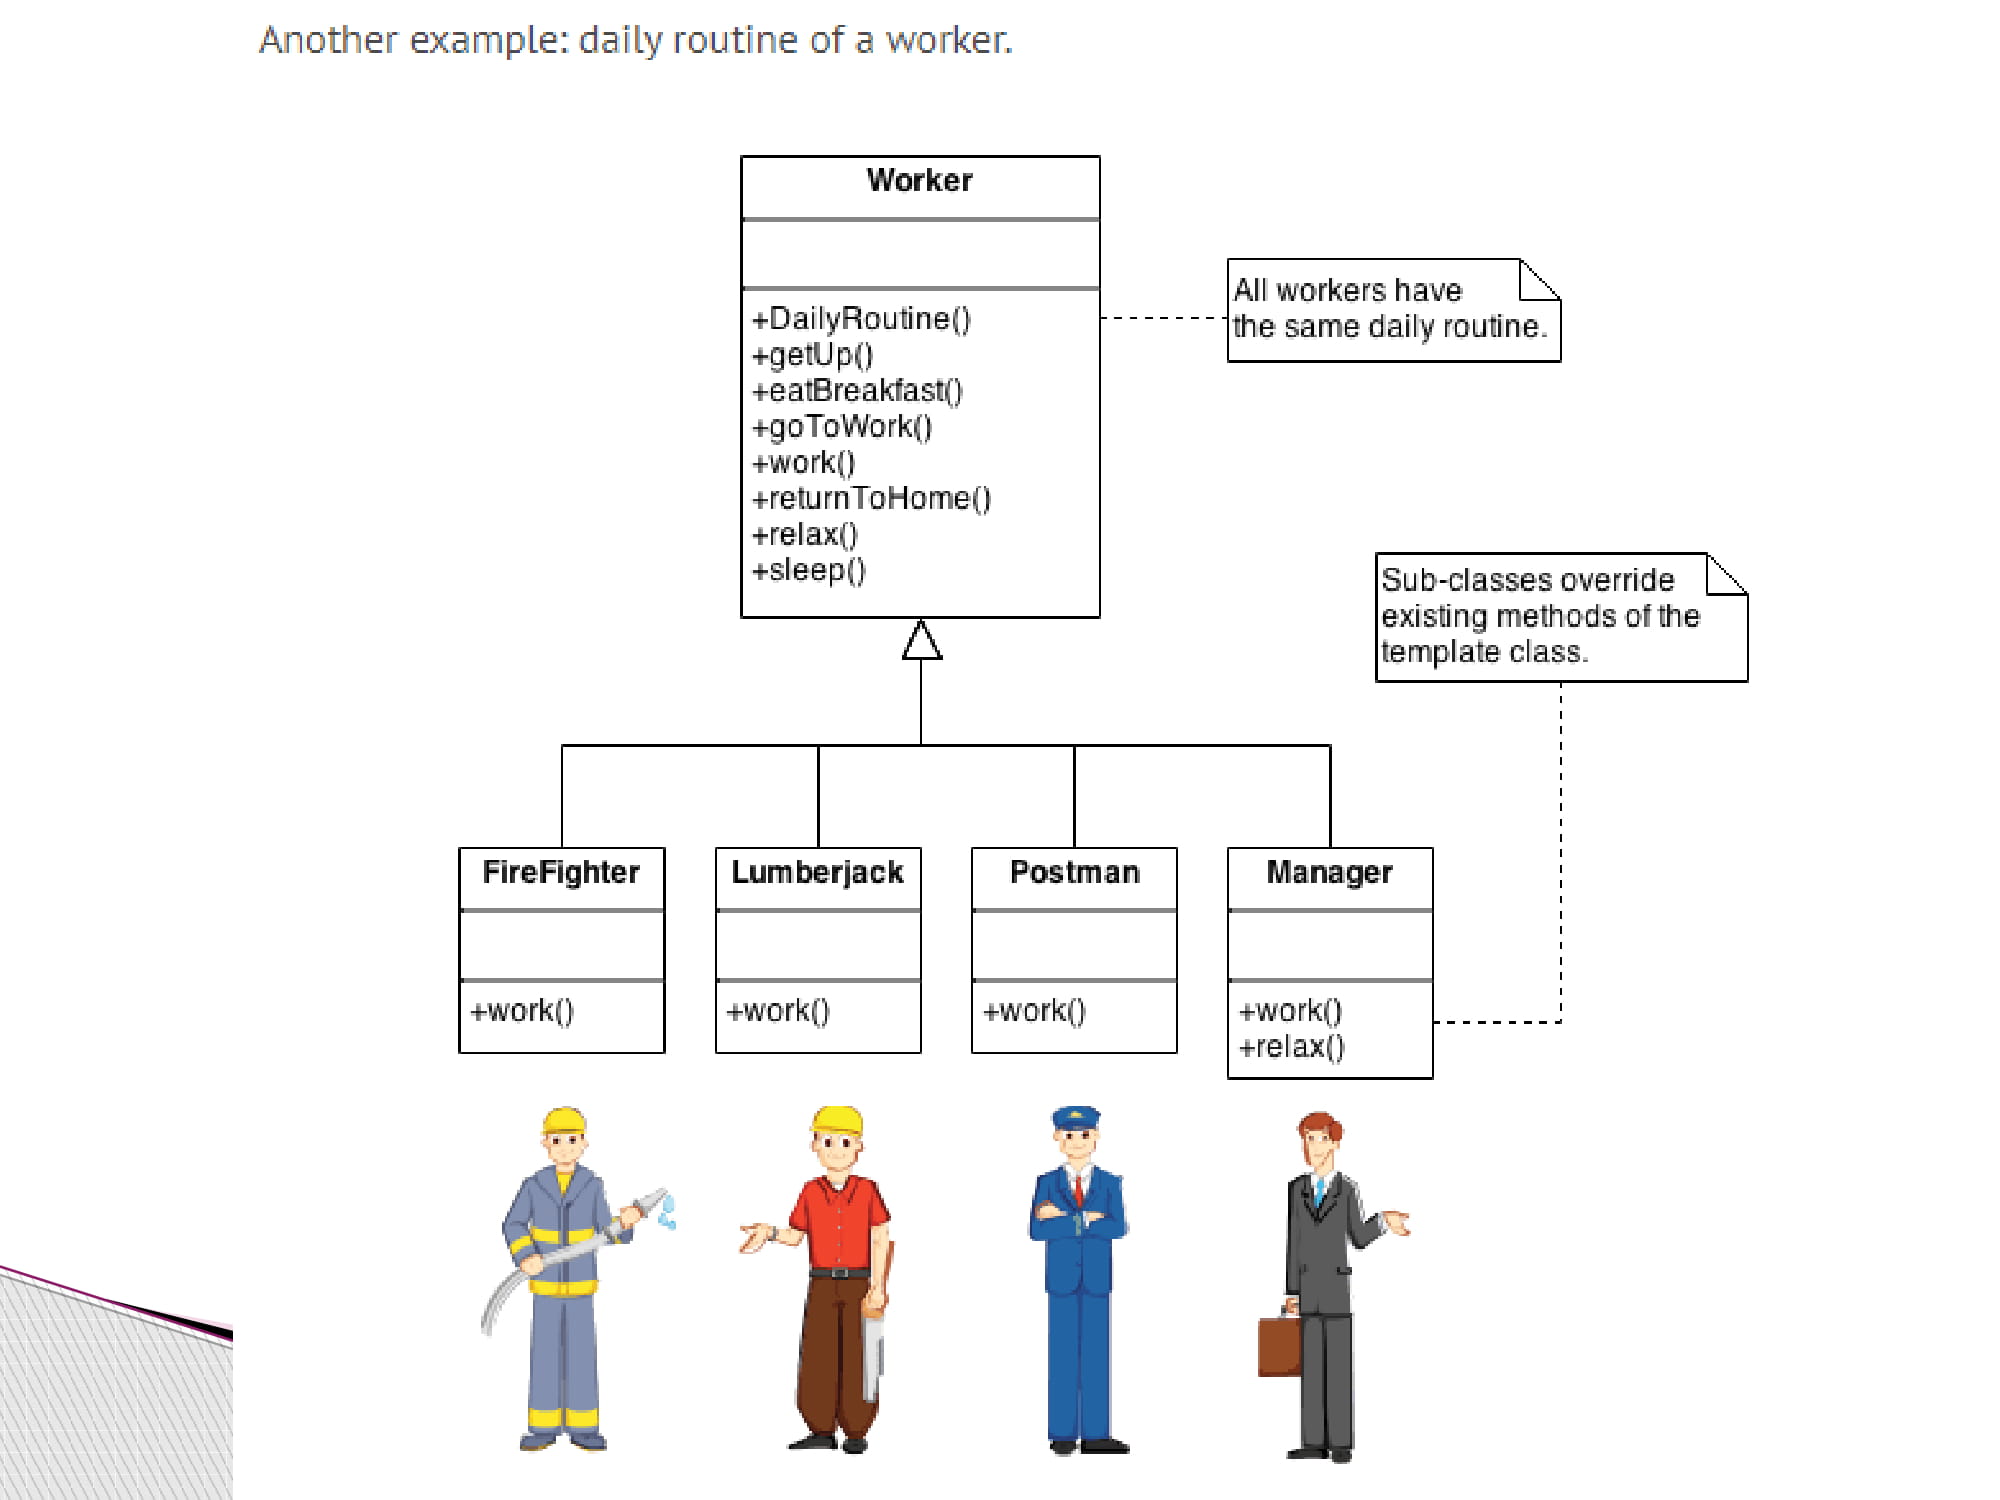 Another example: daily routine of a worker.
Worker
+DailyRoutine()
+getUp()
+eatBreakfast()
+goToWork()
+work()
+returnToHome()
+relax()
+sleep()
All workers have
the same daily routine.
Sub-classes override
existing methods of the
template class.
FireFighter
+work()
Lumberjack
+work()
Postman
+work()
Manager
+work()
+relax()